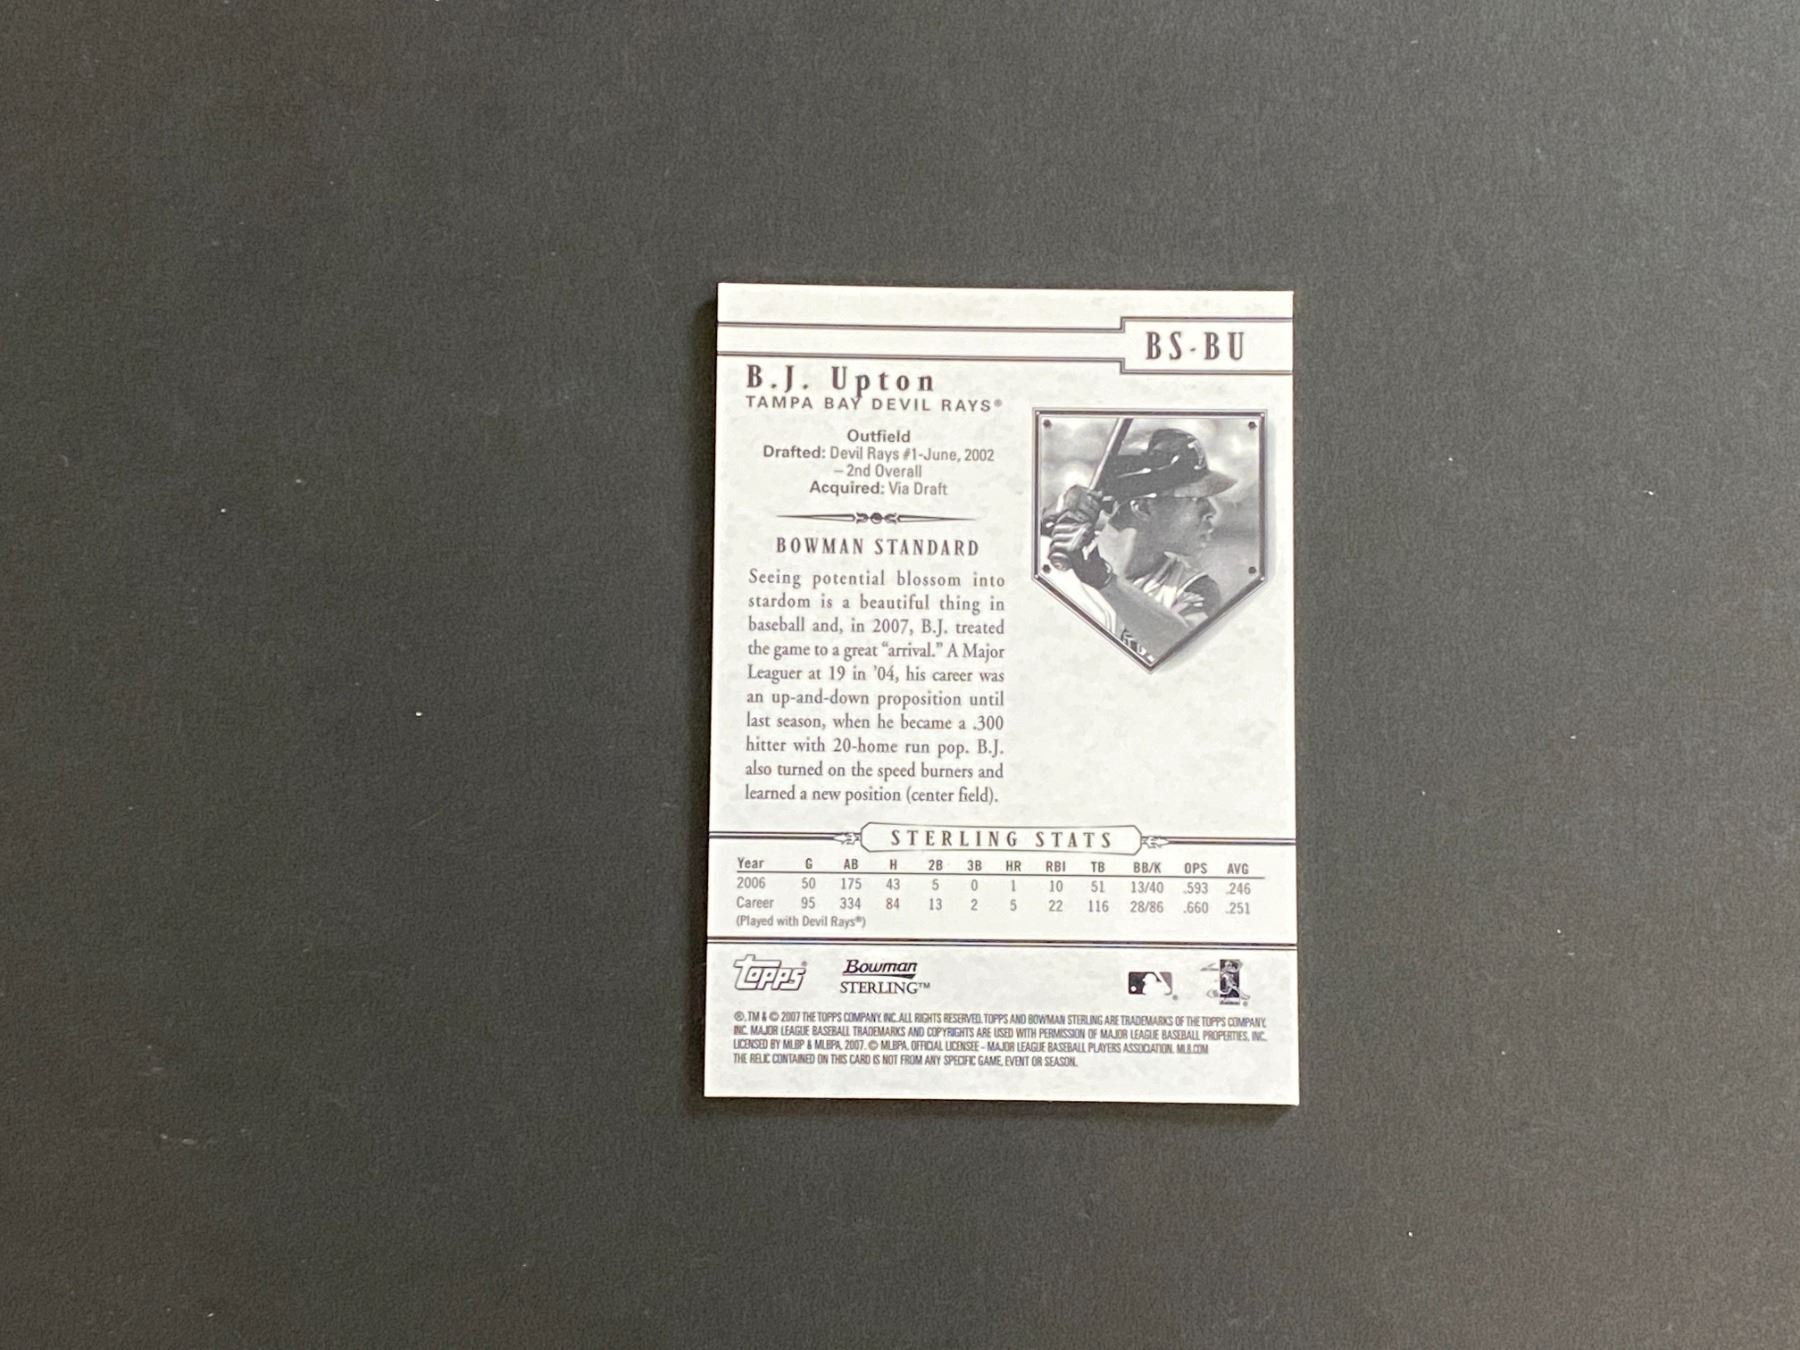 BS-BU
B.J. Upton
TAMPA BAY DEVIL RAYS®
Outfield
Drafted: Devil Rays #1-June, 2002
–2nd Overall
Acquired: Via Draft
BOWMAN STANDARD
Seeing potential blossom into
stardom is a beautiful thing in
baseball and, in 2007, B.J. treated
the game to a great “arrival.” A Major
Leaguer at 19 in ’04, his career was
an up-and-down proposition until
last season, when he became a .300
hitter with 20-home run pop. B.J.
also turned on the speed burners and
learned a new position (center field).
STERLING STATS
Year G AB H 2B 3B HR RBI TB BB/K OPS AVG
2006 50 175 43 5 0 1 10 51 13/40 .593 .246
Career 95 334 84 13 2 5 22 116 28/86 .660 .251
(Played with Devil Rays®)
Topps® Bowman
STERLING™
®, TM & © 2007 THE TOPPS COMPANY, INC. ALL RIGHTS RESERVED. TOPPS AND BOWMAN STERLING ARE TRADEMARKS OF THE TOPPS COMPANY,
INC. MAJOR LEAGUE BASEBALL TRADEMARKS AND COPYRIGHTS ARE USED WITH PERMISSION OF MAJOR LEAGUE BASEBALL PROPERTIES, INC.
LICENSED BY MLBP & MLBPA, 2007. © MLBPA, OFFICIAL LICENSEE – MAJOR LEAGUE BASEBALL PLAYERS ASSOCIATION. MLB.COM
THE RELIC CONTAINED ON THIS CARD IS NOT FROM ANY SPECIFIC GAME, EVENT OR SEASON.